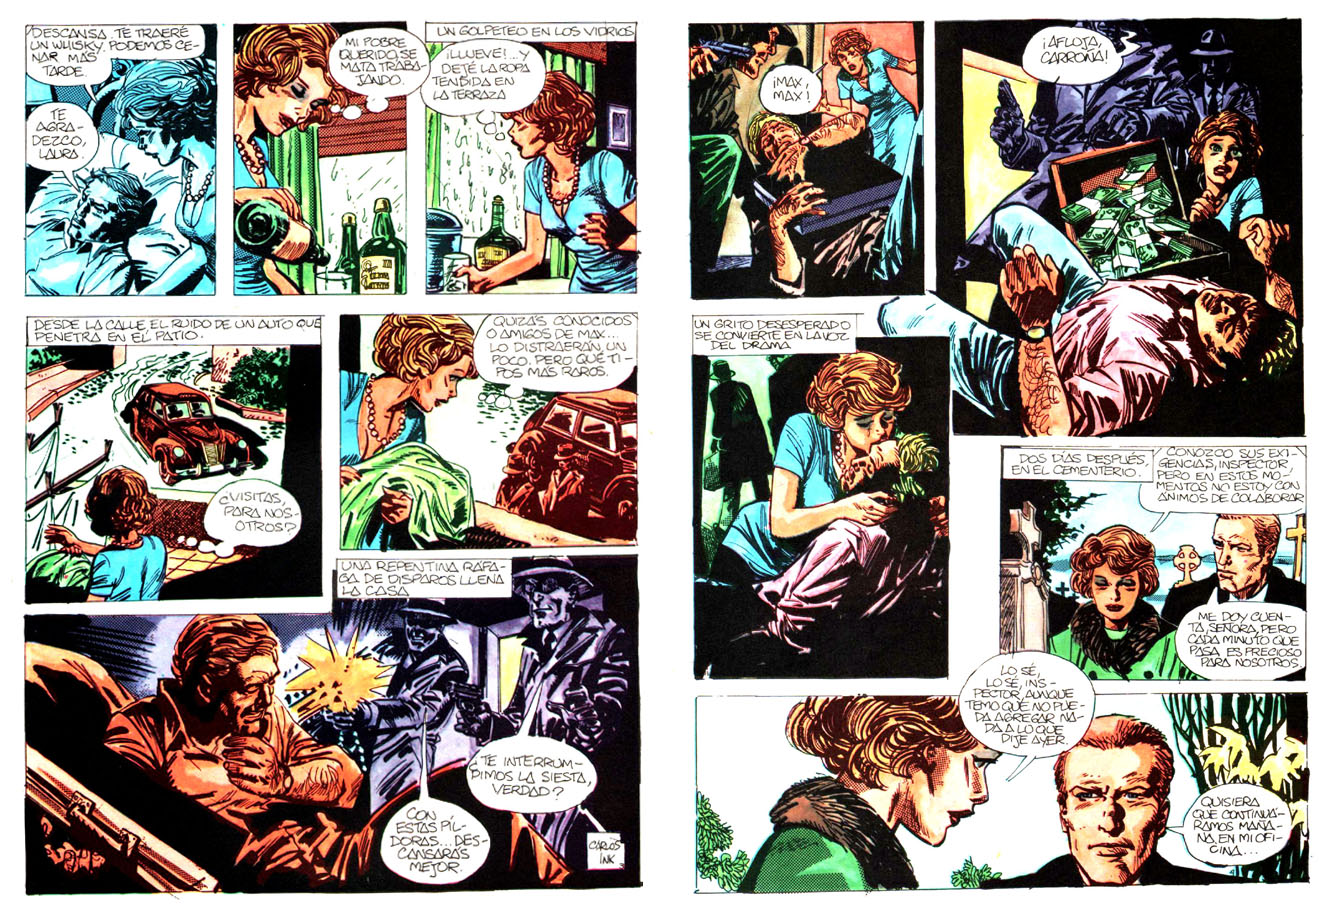 DESCANSA. TE TRAERÉ
UN WHISKY. PODEMOS CE-
NAR MÁS
TARDE.
TE
AGRA-
DEZCO,
LAURA.
MI POBRE
QUERIDO, SE
MATA TRABA-
JANDO.
UN GOLPETEO EN LOS VIDRIOS
¡LLUEVE!... Y
DEJÉ LA ROPA
TENDIDA EN
LA TERRAZA
DESDE LA CALLE, EL RUIDO DE UN AUTO QUE
PENETRA EN EL PATIO.
¿VISITAS,
PARA NOS-
OTROS?
QUIZÁS CONOCIDOS
O AMIGOS DE MAX...
LO DISTRAERÁN UN
POCO, PERO QUÉ TI-
POS MÁS RAROS.
UNA REPENTINA RÁFA-
GA DE DISPAROS LLENA
LA CASA
TE INTERRUM-
PIMOS LA SIESTA,
¿VERDAD?
CON
ESTAS PÍL-
DORAS... DES-
CANSARÁS
MEJOR.
CARLOS
INK
¡MAX,
MAX!
¡AFLOJA,
CARROÑA!
UN GRITO DESESPERADO
SE CONVIERTE EN LA VOZ
DEL DRAMA
DOS DÍAS DESPUÉS,
EN EL CEMENTERIO.
CONOZCO SUS EXI-
GENCIAS, INSPECTOR,
PERO EN ESTOS MO-
MENTOS NO ESTOY CON
ÁNIMOS DE COLABORAR
ME DOY CUEN-
TA, SEÑORA, PERO
CADA MINUTO QUE
PASA ES PRECIOSO
PARA NOSOTROS.
LO SÉ,
LO SÉ, INS-
PECTOR, AUNQUE
TEMO QUE NO PUE-
DA AGREGAR NA-
DA A LO QUE
DIJE AYER.
QUISIERA
QUE CONTINUÁ-
RAMOS MAÑA-
NA, EN MI OFI-
CINA...